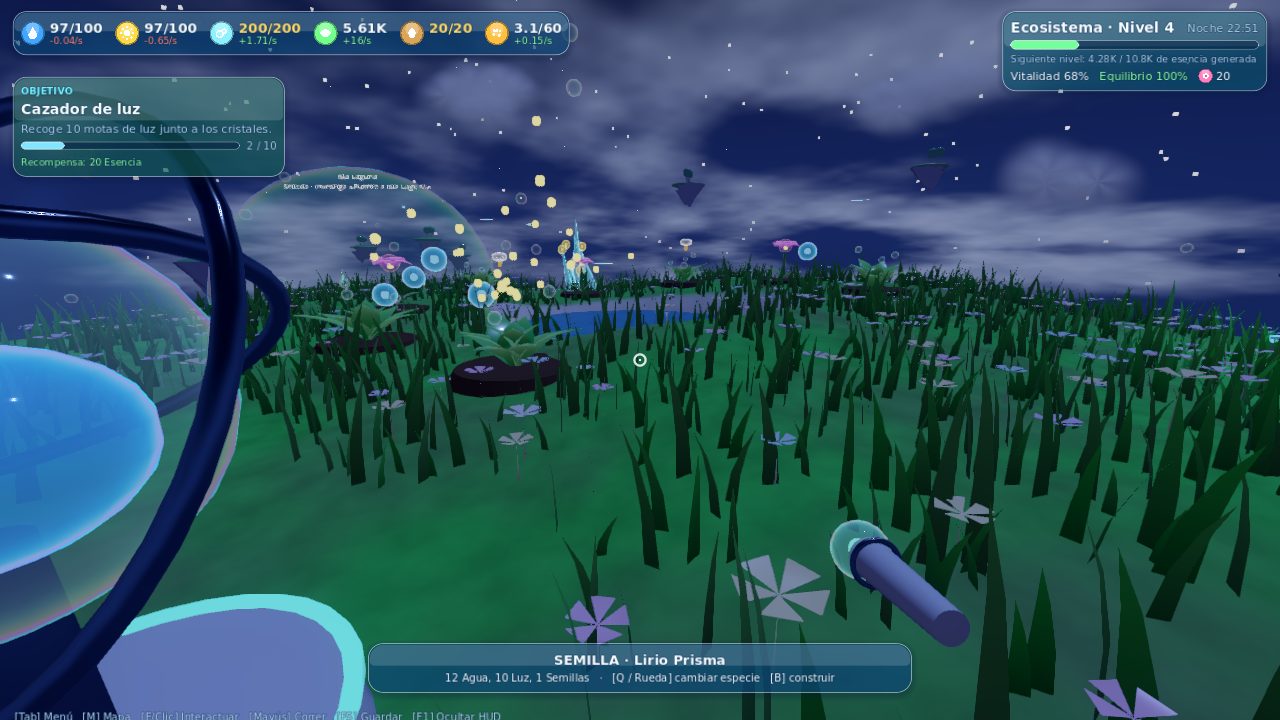 97/100
-0.04/s
97/100
-0.65/s
200/200
+1.71/s
5.61K
+16/s
20/20
3.1/60
+0.15/s
Ecosistema · Nivel 4
Noche 22:51
Siguiente nivel: 4.28K / 10.8K de esencia generada
Vitalidad 68%
Equilibrio 100%
20
OBJETIVO
Cazador de luz
Recoge 10 motas de luz junto a los cristales.
2 / 10
Recompensa: 20 Esencia
Isla Laguna
SEMILLA · Lirio Prisma
12 Agua, 10 Luz, 1 Semillas · [Q / Rueda] cambiar especie [B] construir
[Tab] Menú [M] Mapa [E/Clic] Interactuar [Mayús] Correr [F5] Guardar [F1] Ocultar HUD